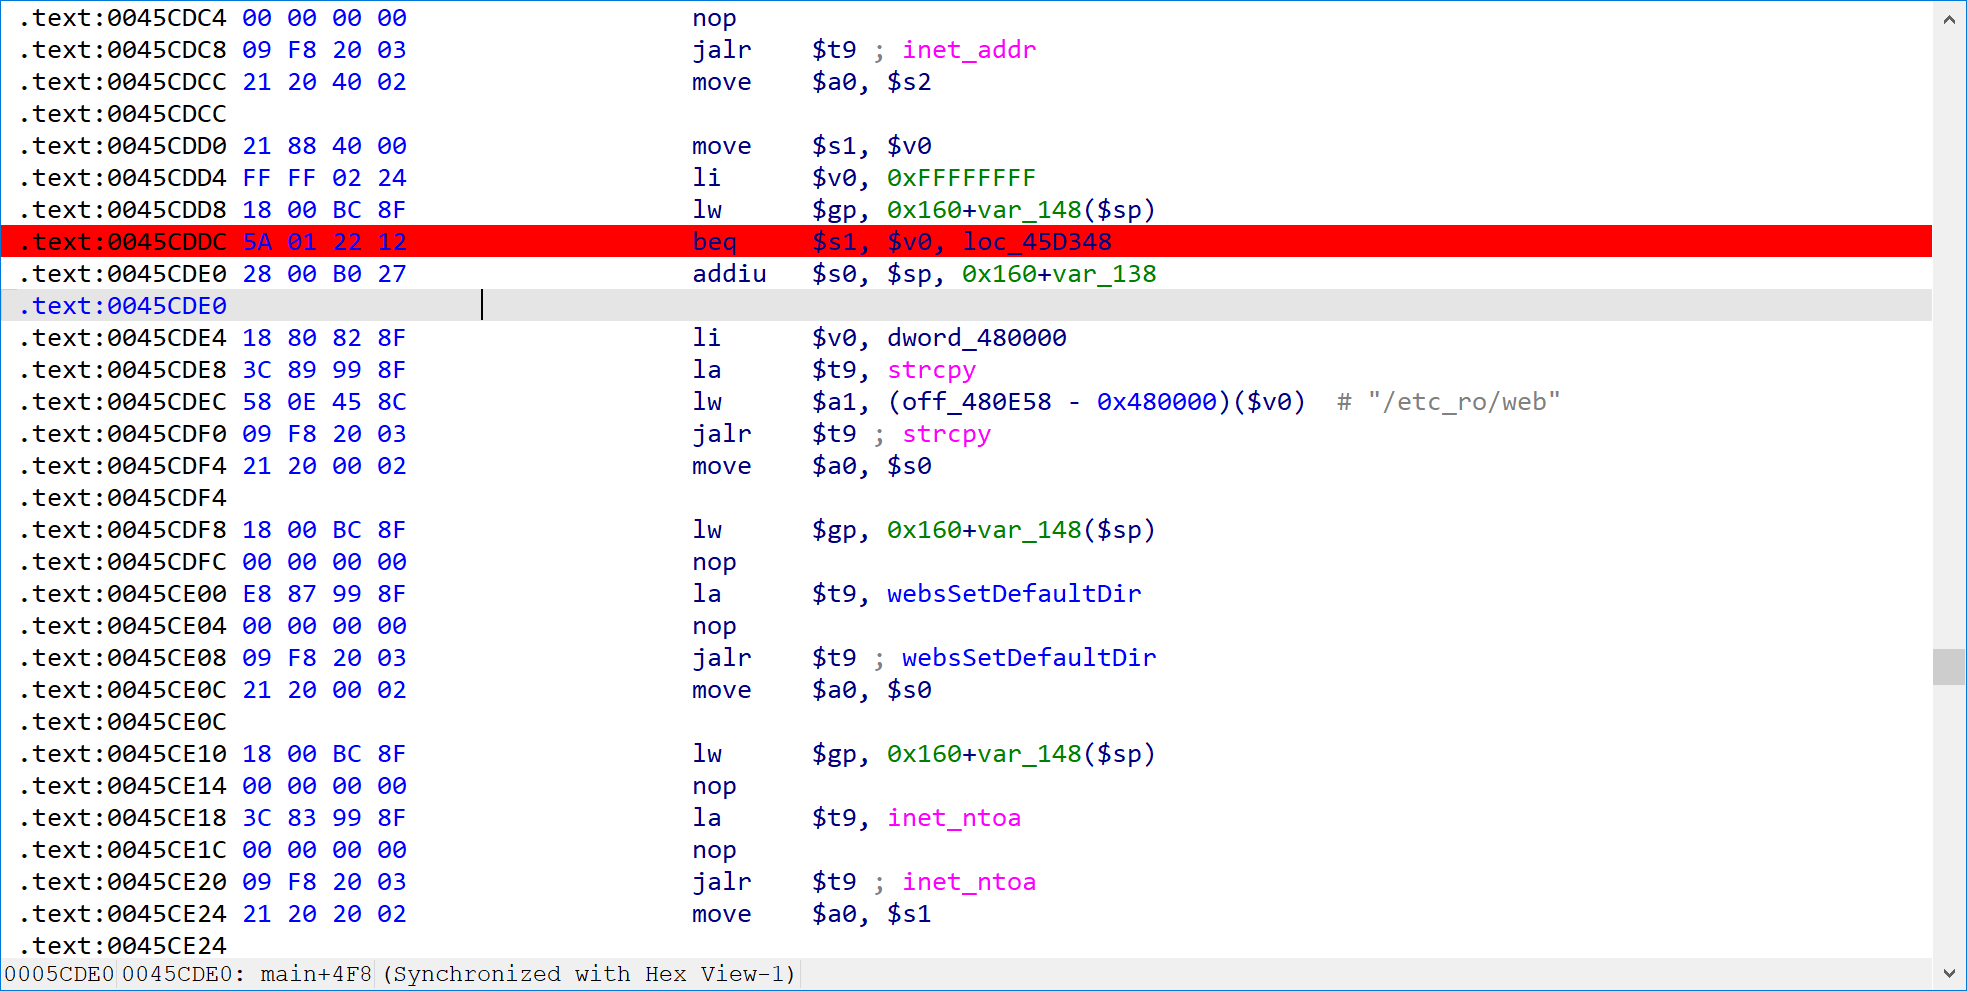 .text:0045CDC4 00 00 00 00 nop
.text:0045CDC8 09 F8 20 03 jalr $t9 ; inet_addr
.text:0045CDCC 21 20 40 02 move $a0, $s2
.text:0045CDCC
.text:0045CDD0 21 88 40 00 move $s1, $v0
.text:0045CDD4 FF FF 02 24 li $v0, 0xFFFFFFFF
.text:0045CDD8 18 00 BC 8F lw $gp, 0x160+var_148($sp)
.text:0045CDDC 5A 01 22 12 beq $s1, $v0, loc_45D348
.text:0045CDE0 28 00 B0 27 addiu $s0, $sp, 0x160+var_138
.text:0045CDE0
.text:0045CDE4 18 80 82 8F li $v0, dword_480000
.text:0045CDE8 3C 89 99 8F la $t9, strcpy
.text:0045CDEC 58 0E 45 8C lw $a1, (off_480E58 - 0x480000)($v0) # "/etc_ro/web"
.text:0045CDF0 09 F8 20 03 jalr $t9 ; strcpy
.text:0045CDF4 21 20 00 02 move $a0, $s0
.text:0045CDF4
.text:0045CDF8 18 00 BC 8F lw $gp, 0x160+var_148($sp)
.text:0045CDFC 00 00 00 00 nop
.text:0045CE00 E8 87 99 8F la $t9, websSetDefaultDir
.text:0045CE04 00 00 00 00 nop
.text:0045CE08 09 F8 20 03 jalr $t9 ; websSetDefaultDir
.text:0045CE0C 21 20 00 02 move $a0, $s0
.text:0045CE0C
.text:0045CE10 18 00 BC 8F lw $gp, 0x160+var_148($sp)
.text:0045CE14 00 00 00 00 nop
.text:0045CE18 3C 83 99 8F la $t9, inet_ntoa
.text:0045CE1C 00 00 00 00 nop
.text:0045CE20 09 F8 20 03 jalr $t9 ; inet_ntoa
.text:0045CE24 21 20 20 02 move $a0, $s1
.text:0045CE24
0005CDE0 0045CDE0: main+4F8 (Synchronized with Hex View-1)